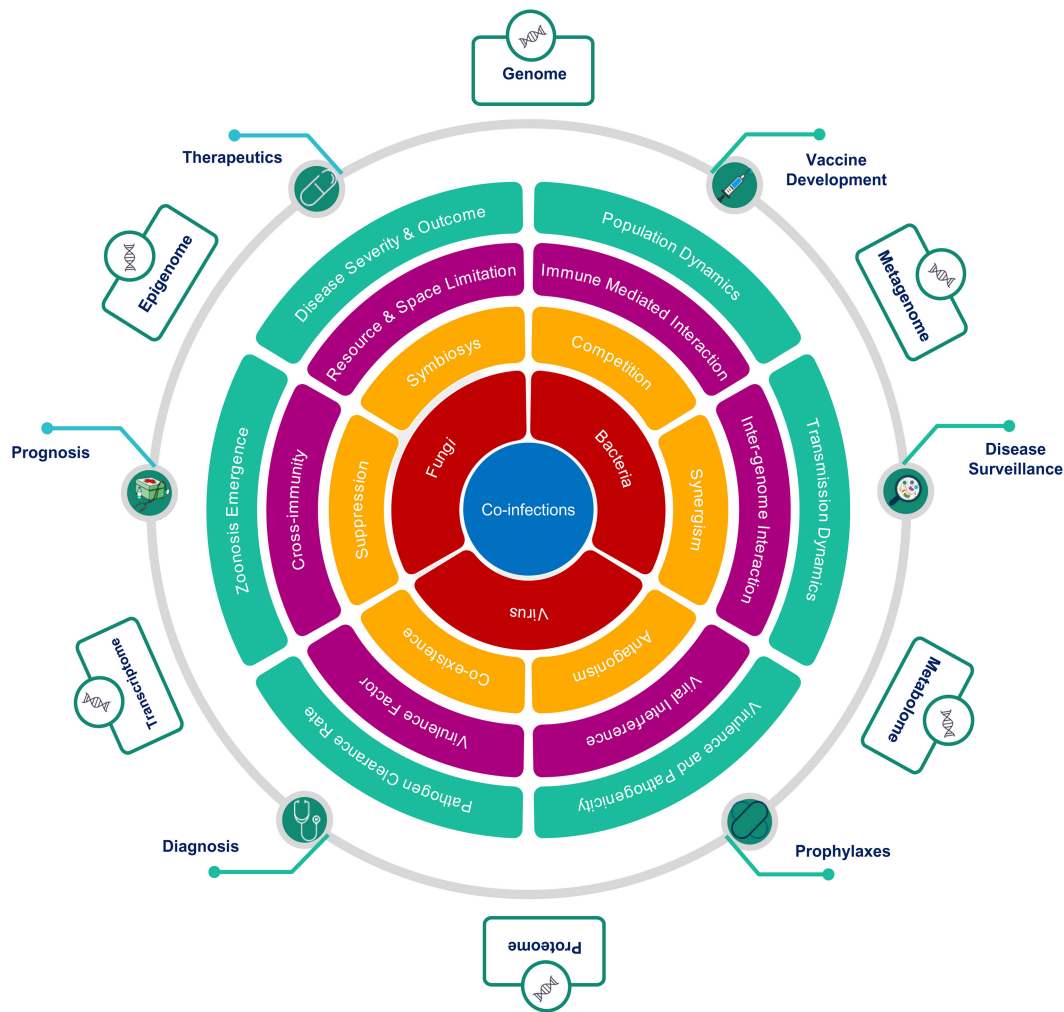 Genome
Therapeutics
Vaccine
Development
Epigenome
Metagenome
Disease Severity & Outcome
Population Dynamics
Resource & Space Limitation
Immune Mediated Interaction
Symbiosys
Competition
Fungi
Bacteria
Prognosis
Disease
Surveillance
Zoonosis Emergence
Cross-immunity
Suppression
Co-infections
Synergism
Inter-genome Interaction
Transmission Dynamics
Virus
Co-existence
Antagonism
Virulence Factor
Viral Interference
Pathogen Clearance Rate
Virulence and Pathogenicity
Transcriptome
Metabolome
Diagnosis
Prophylaxes
Proteome